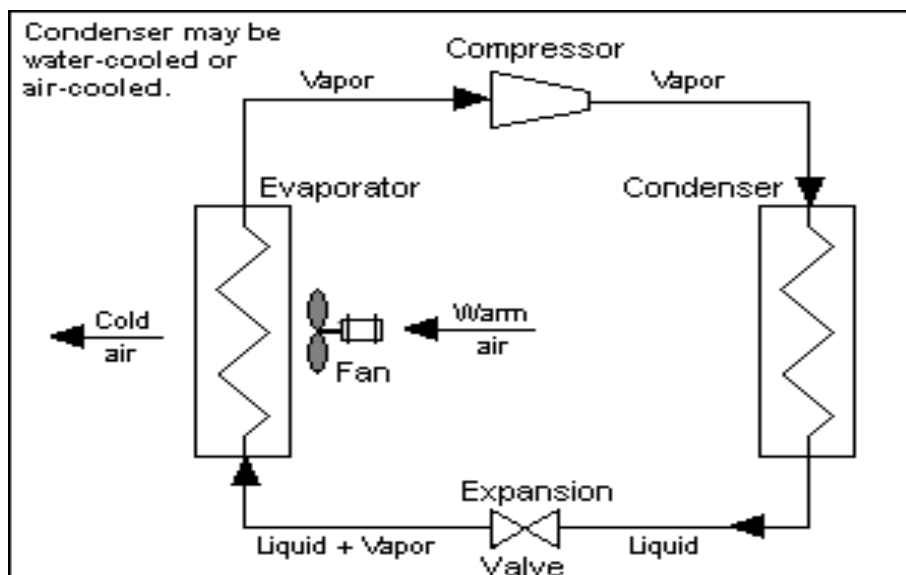 Condenser may be
water-cooled or
air-cooled.
Compressor
Vapor
Vapor
Evaporator
Condenser
Cold
air
Warm
air
Fan
Expansion
Valve
Liquid + Vapor
Liquid